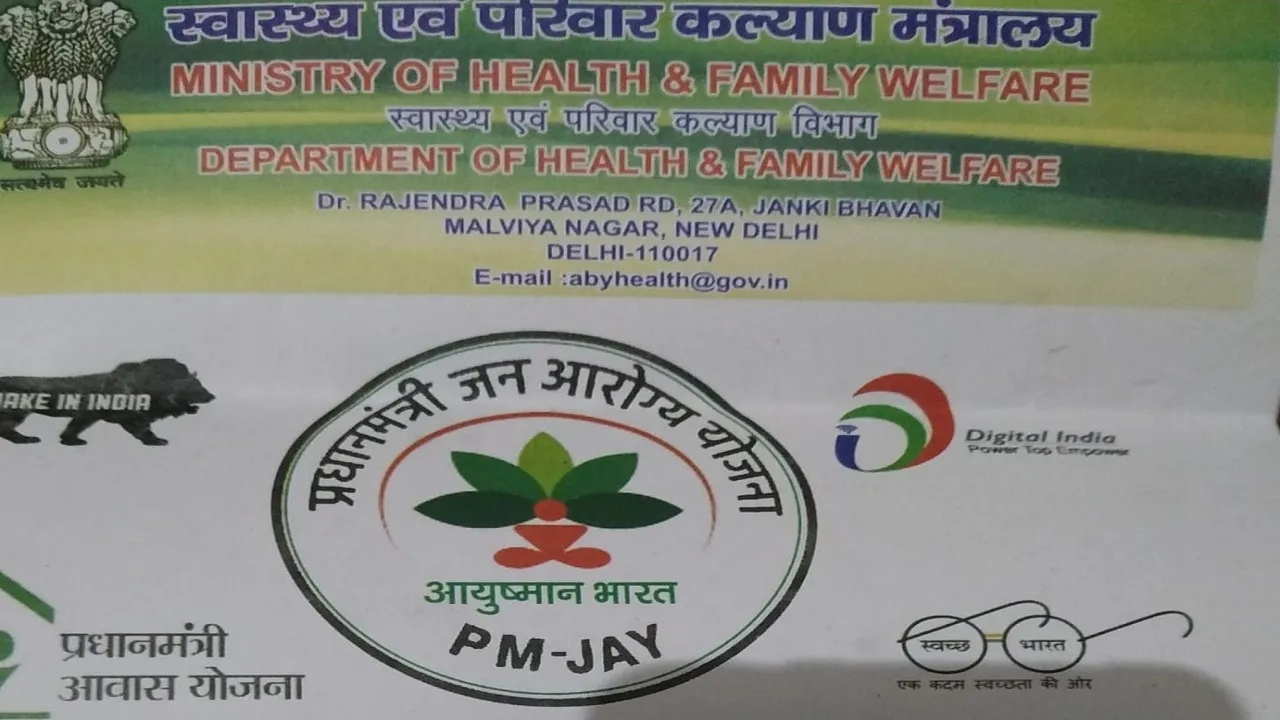 स्वास्थ्य एवं परिवार कल्याण मंत्रालय
MINISTRY OF HEALTH & FAMILY WELFARE
स्वास्थ्य एवं परिवार कल्याण विभाग
DEPARTMENT OF HEALTH & FAMILY WELFARE
सत्यमेव जयते
Dr. RAJENDRA PRASAD RD, 27A, JANKI BHAVAN
MALVIYA NAGAR, NEW DELHI
DELHI-110017
E-mail :abyhealth@gov.in
AKE IN INDIA
प्रधानमंत्री जन आरोग्य योजना
आयुष्मान भारत
PM-JAY
Digital India
Power Top Empower
प्रधानमंत्री
आवास योजना
स्वच्छ भारत
एक कदम स्वच्छता की ओर